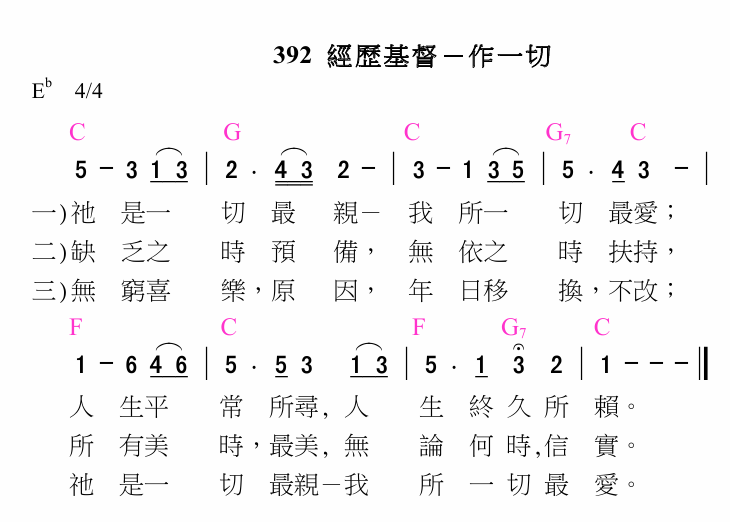 392 經歷基督－作一切
Eb 4/4
C G C G7 C
5 - 3 1 3 | 2 . 4 3 2 - | 3 - 1 3 5 | 5 . 4 3 - |
一)祂 是一 切 最 親－ 我 所一 切 最愛；
二)缺 乏之 時 預 備， 無 依之 時 扶持，
三)無 窮喜 樂，原 因， 年 日移 換，不改；
F C F G7 C
1 - 6 4 6 | 5 . 5 3 1 3 | 5 . 1 3 2 | 1 - - - ‖
人 生平 常 所尋, 人 生 終 久 所 賴。
所 有美 時，最美, 無 論 何 時,信 實。
祂 是一 切 最親－我 所 一 切 最 愛。